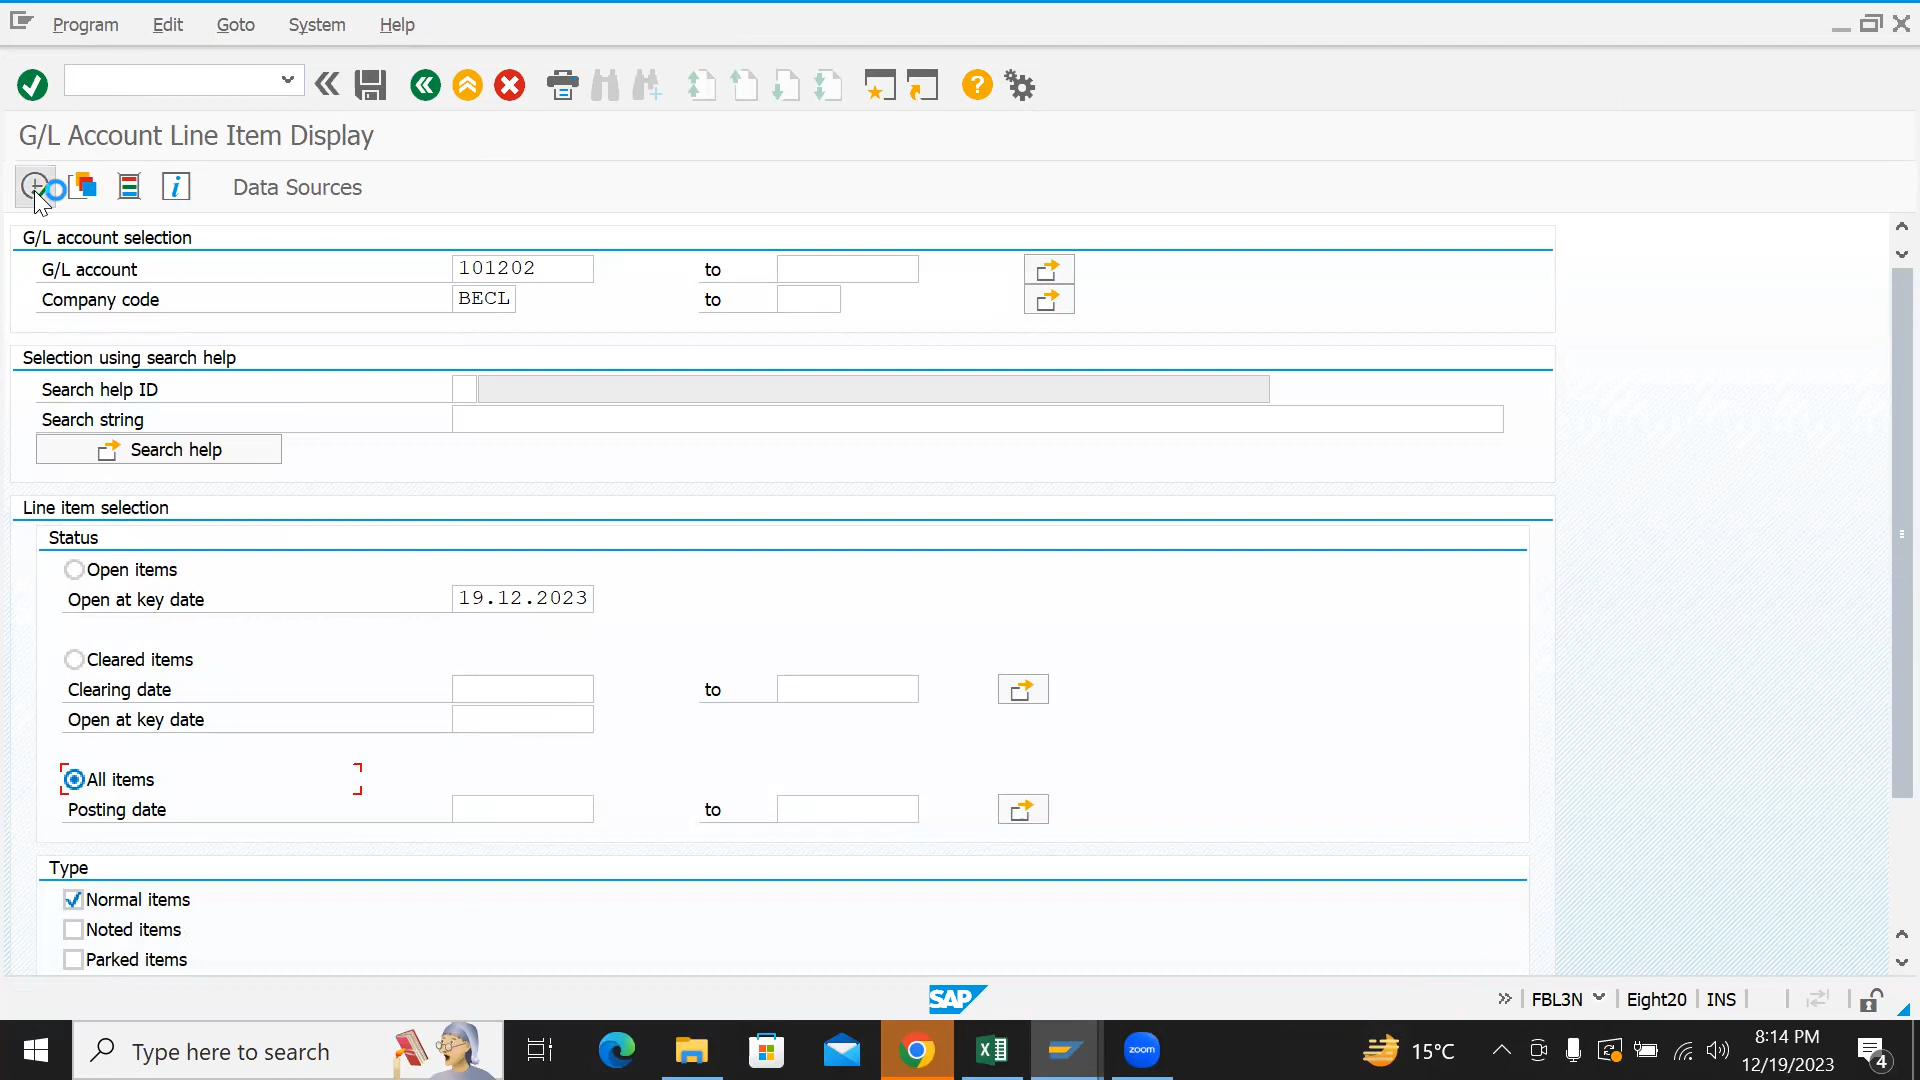 Program Edit Goto System Help
G/L Account Line Item Display
Data Sources
G/L account selection
G/L account 101202 to
Company code BECL to
Selection using search help
Search help ID
Search string
Search help
Line item selection
Status
Open items
Open at key date 19.12.2023
Cleared items
Clearing date to
Open at key date
All items
Posting date to
Type
Normal items
Noted items
Parked items
SAP FBL3N Eight20 INS
Type here to search zoom 15°C 8:14 PM
12/19/2023 4